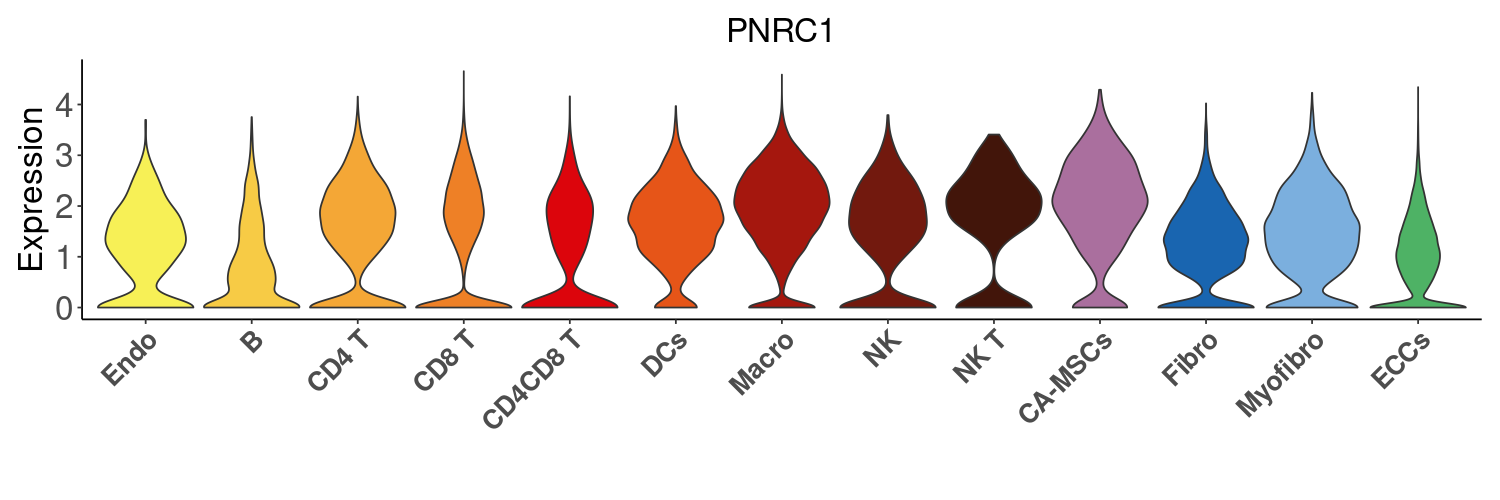 PNRC1
Expression
4
3
2
1
0
Endo
B
CD4 T
CD8 T
CD4CD8 T
DCs
Macro
NK
NK T
CA-MSCs
Fibro
Myofibro
ECCs